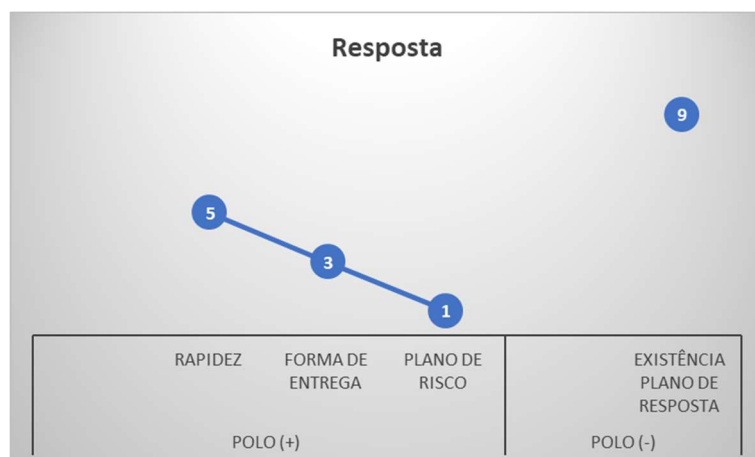 Resposta
9
5
3
1
RAPIDEZ
FORMA DE
ENTREGA
PLANO DE
RISCO
EXISTÊNCIA
PLANO DE
RESPOSTA
POLO (+)
POLO (-)